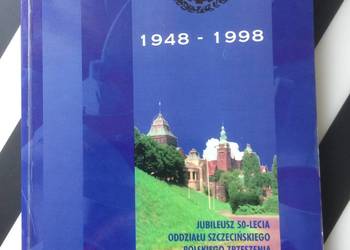 1948 - 1998
JUBILEUSZ 50-LECIA
ODDZIAŁU SZCZECIŃSKIEGO
POLSKIEGO ZRZESZENIA